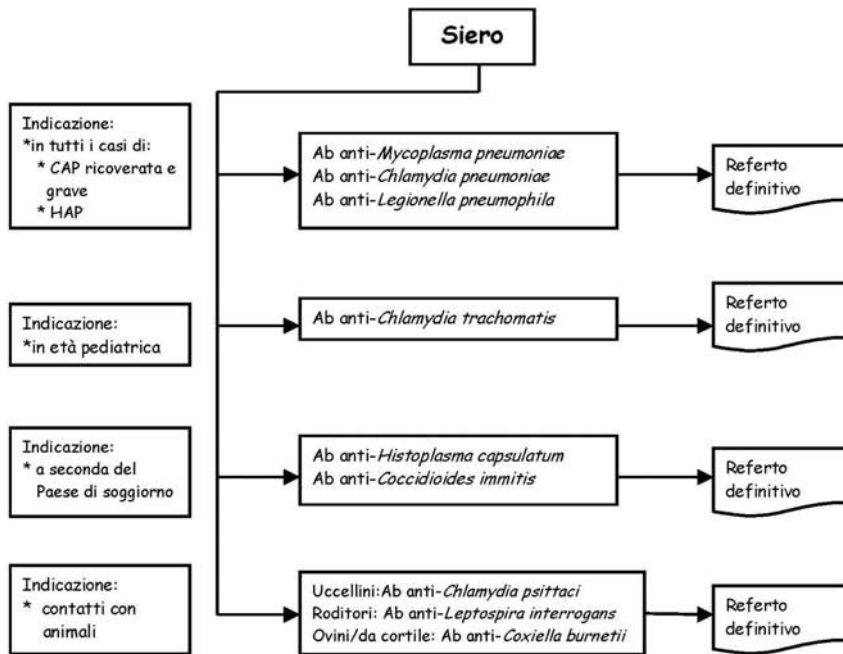 Siero
Indicazione:
*in tutti i casi di:
* CAP ricoverata e
grave
* HAP
Ab anti-Mycoplasma pneumoniae
Ab anti-Chlamydia pneumoniae
Ab anti-Legionella pneumophila
Referto
definitivo
Indicazione:
*in età pediatrica
Ab anti-Chlamydia trachomatis
Referto
definitivo
Indicazione:
* a seconda del
Paese di soggiorno
Ab anti-Histoplasma capsulatum
Ab anti-Coccidioides immitis
Referto
definitivo
Indicazione:
* contatti con
animali
Uccellini:Ab anti-Chlamydia psittaci
Roditori: Ab anti-Leptospira interrogans
Ovini/da cortile: Ab anti-Coxiella burnetii
Referto
definitivo